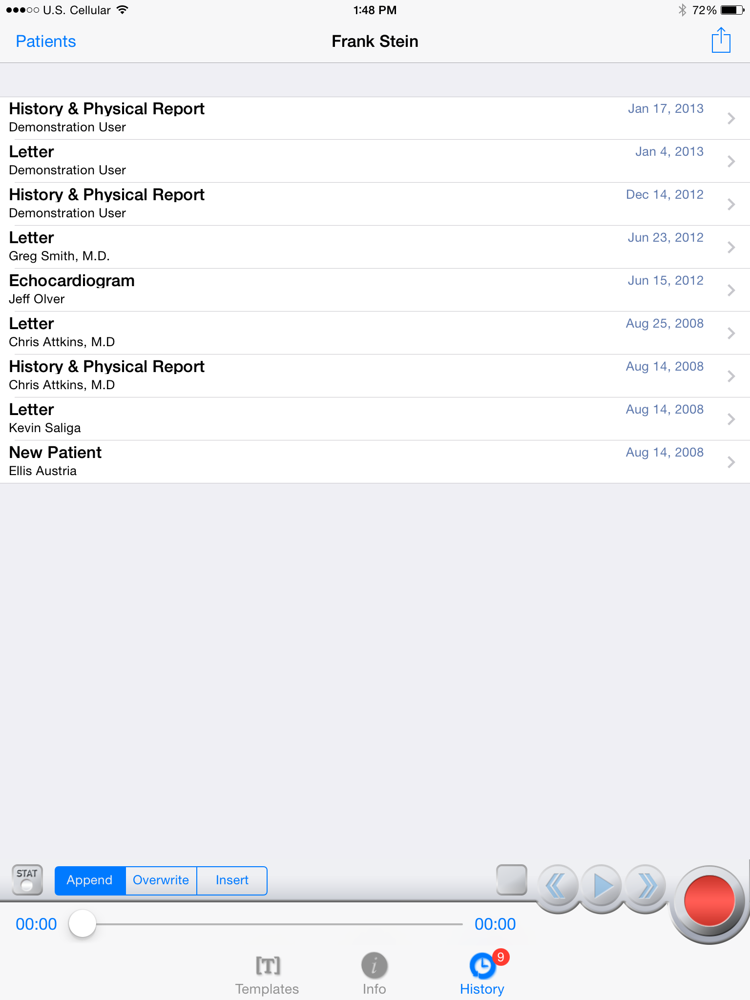 U.S. Cellular 1:48 PM 72%
Patients Frank Stein
History & Physical Report Jan 17, 2013
Demonstration User
Letter Jan 4, 2013
Demonstration User
History & Physical Report Dec 14, 2012
Demonstration User
Letter Jun 23, 2012
Greg Smith, M.D.
Echocardiogram Jun 15, 2012
Jeff Olver
Letter Aug 25, 2008
Chris Attkins, M.D
History & Physical Report Aug 14, 2008
Chris Attkins, M.D
Letter Aug 14, 2008
Kevin Saliga
New Patient Aug 14, 2008
Ellis Austria
STAT Append Overwrite Insert
00:00 00:00
[T] i 9
Templates Info History